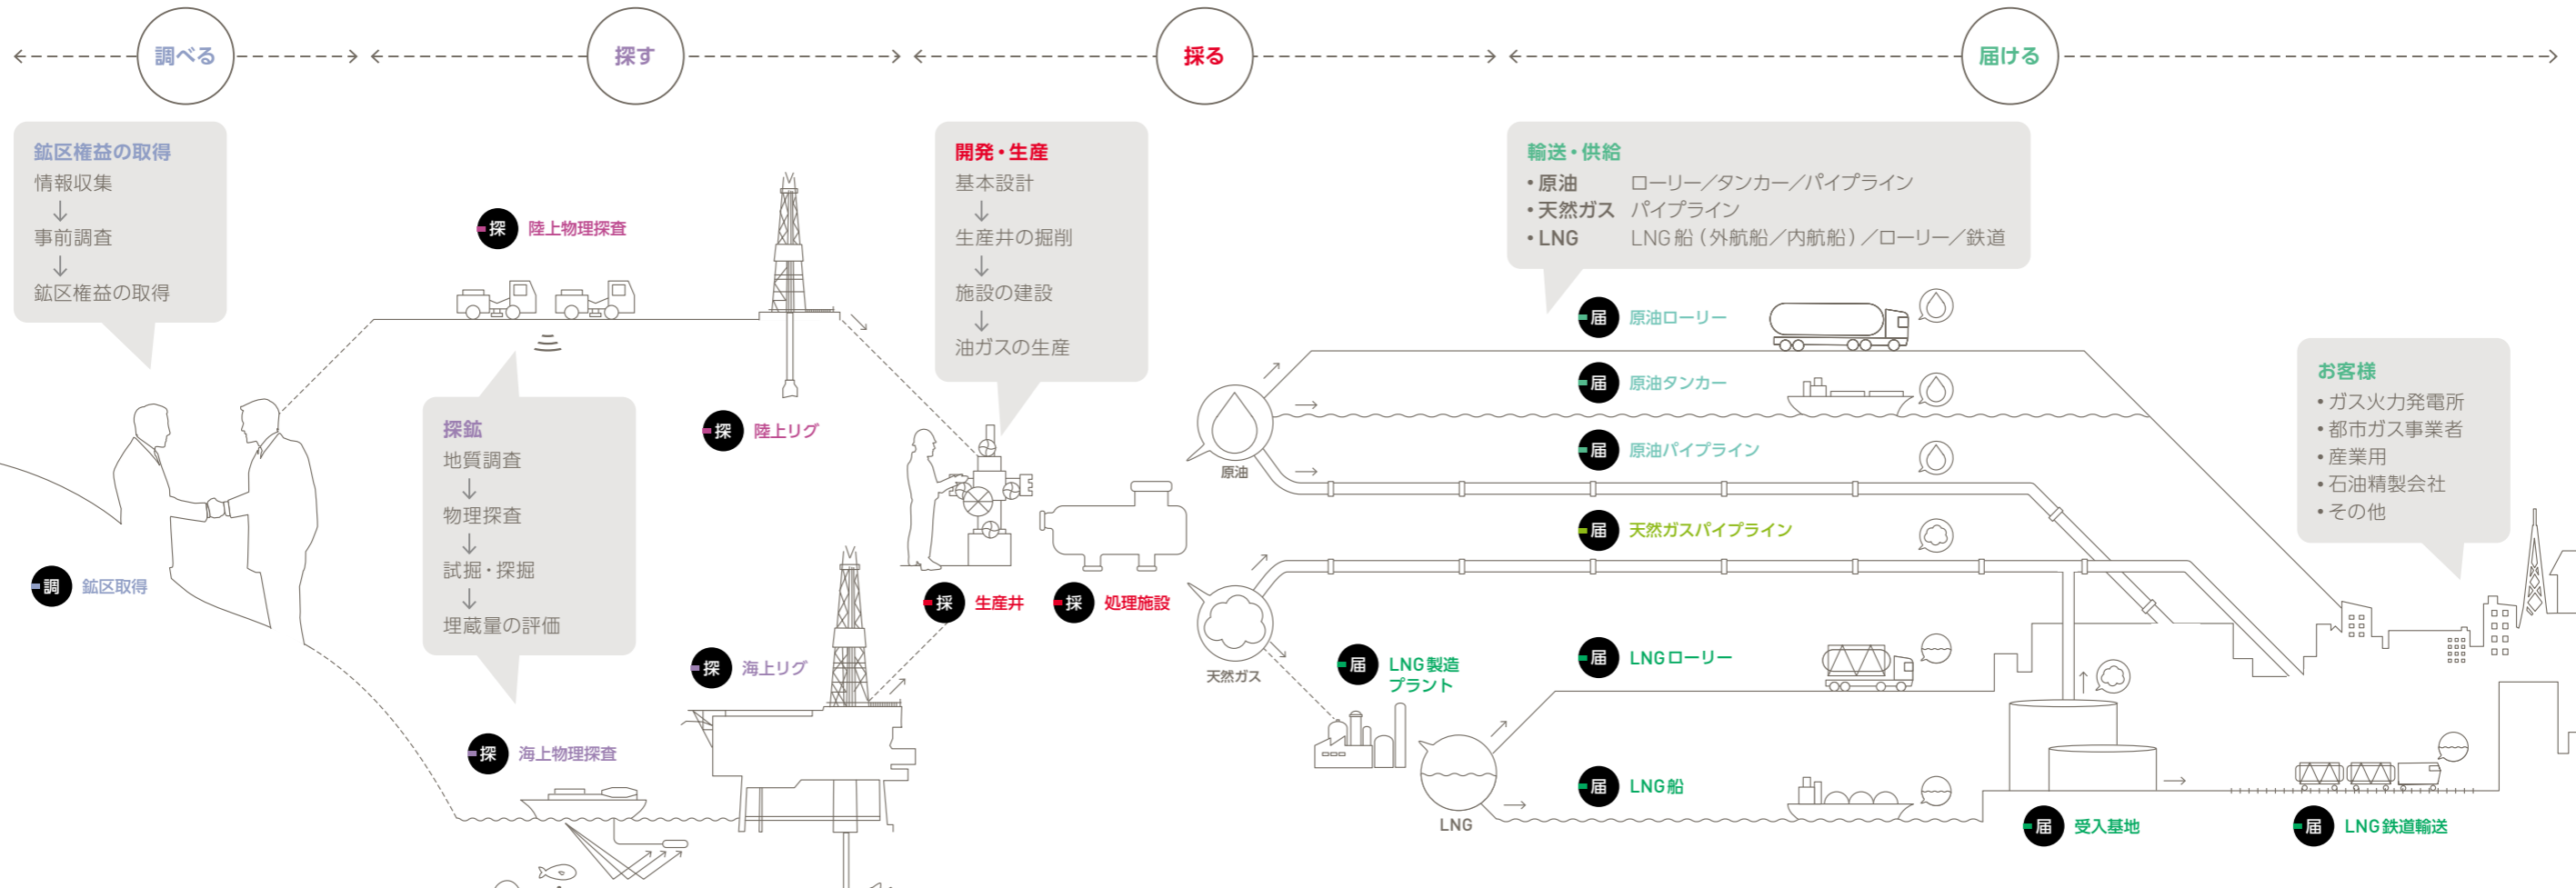 調べる
探す
採る
届ける
鉱区権益の取得
情報収集
↓
事前調査
↓
鉱区権益の取得
調 鉱区取得
探 陸上物理探査
探 陸上リグ
探鉱
地質調査
↓
物理探査
↓
試掘・探掘
↓
埋蔵量の評価
探 海上リグ
探 海上物理探査
開発・生産
基本設計
↓
生産井の掘削
↓
施設の建設
↓
油ガスの生産
採 生産井
採 処理施設
輸送・供給
・原油 ローリー／タンカー／パイプライン
・天然ガス パイプライン
・LNG LNG船（外航船／内航船）／ローリー／鉄道
届 原油ローリー
届 原油タンカー
原油
届 原油パイプライン
届 天然ガスパイプライン
天然ガス
届 LNG製造
プラント
届 LNGローリー
届 LNG船
LNG
届 受入基地
届 LNG鉄道輸送
お客様
・ガス火力発電所
・都市ガス事業者
・産業用
・石油精製会社
・その他